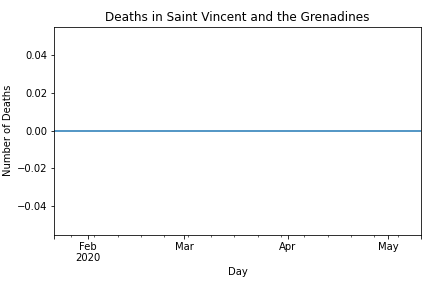 Deaths in Saint Vincent and the Grenadines
Number of Deaths
0.04
0.02
0.00
−0.02
−0.04
Feb
2020
Mar
Apr
May
Day